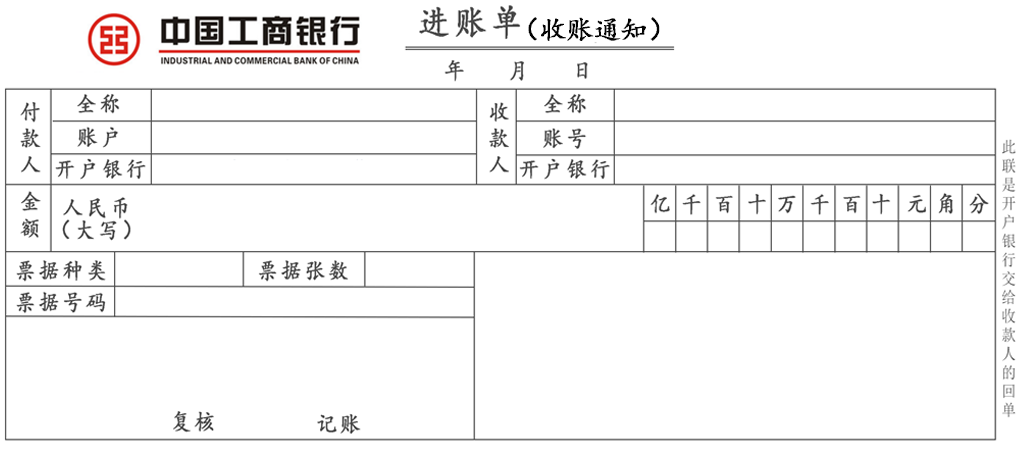 中国工商银行
INDUSTRIAL AND COMMERCIAL BANK OF CHINA
进账单(收账通知)
年 月 日
付款人
全称
账户
开户银行
收款人
全称
账号
开户银行
金额
人民币
(大写)
亿 千 百 十 万 千 百 十 元 角 分
票据种类 票据张数
票据号码
复核 记账
此联是开户银行交给收款人的回单